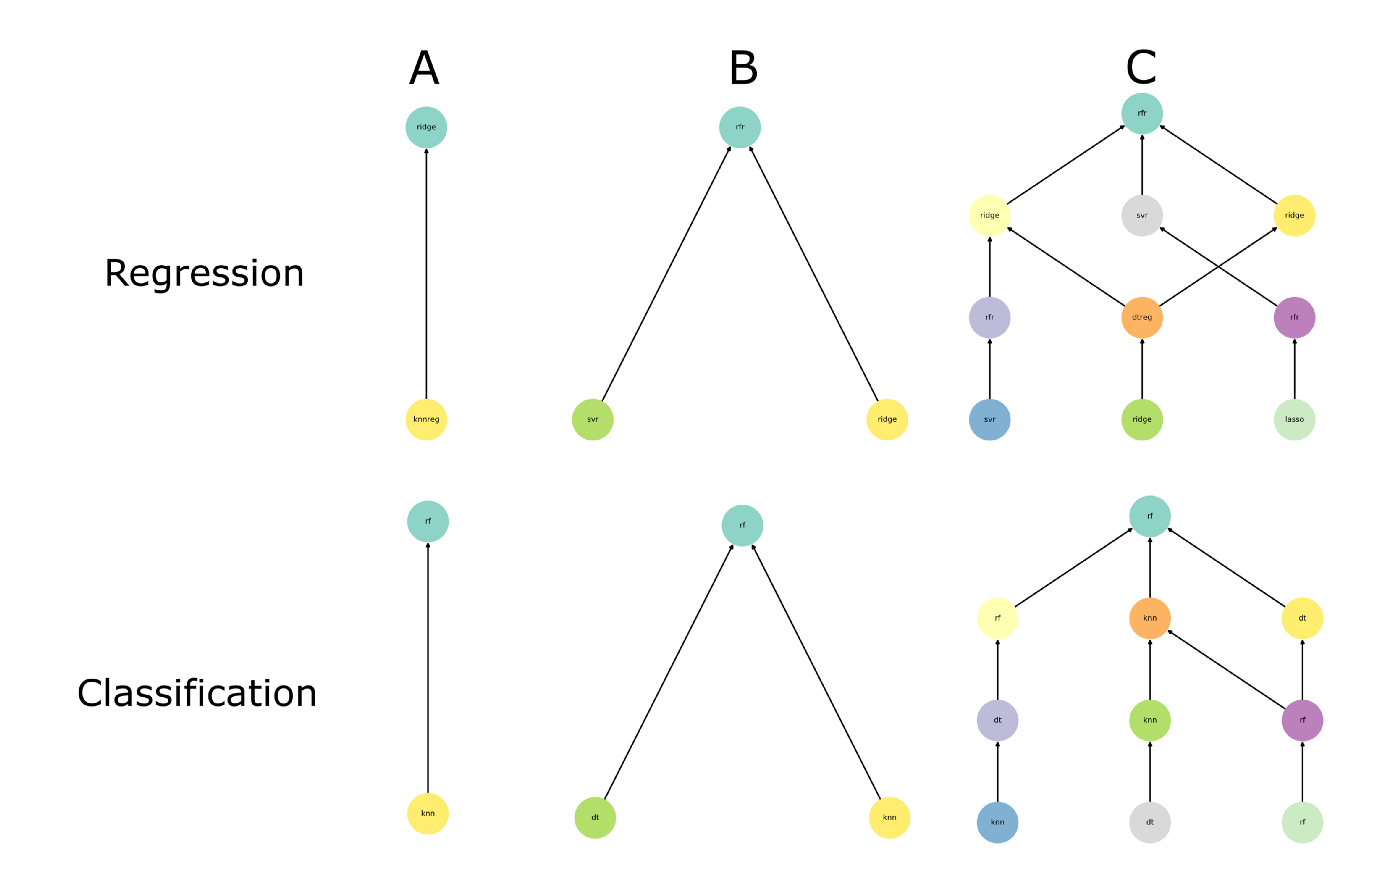 A
B
C
Regression
ridge
knnreg
rfr
svr
ridge
rfr
ridge
svr
ridge
rfr
dtreg
rfr
svr
ridge
lasso
Classification
rf
knn
rf
dt
knn
rf
rf
knn
dt
dt
knn
rf
knn
dt
rf